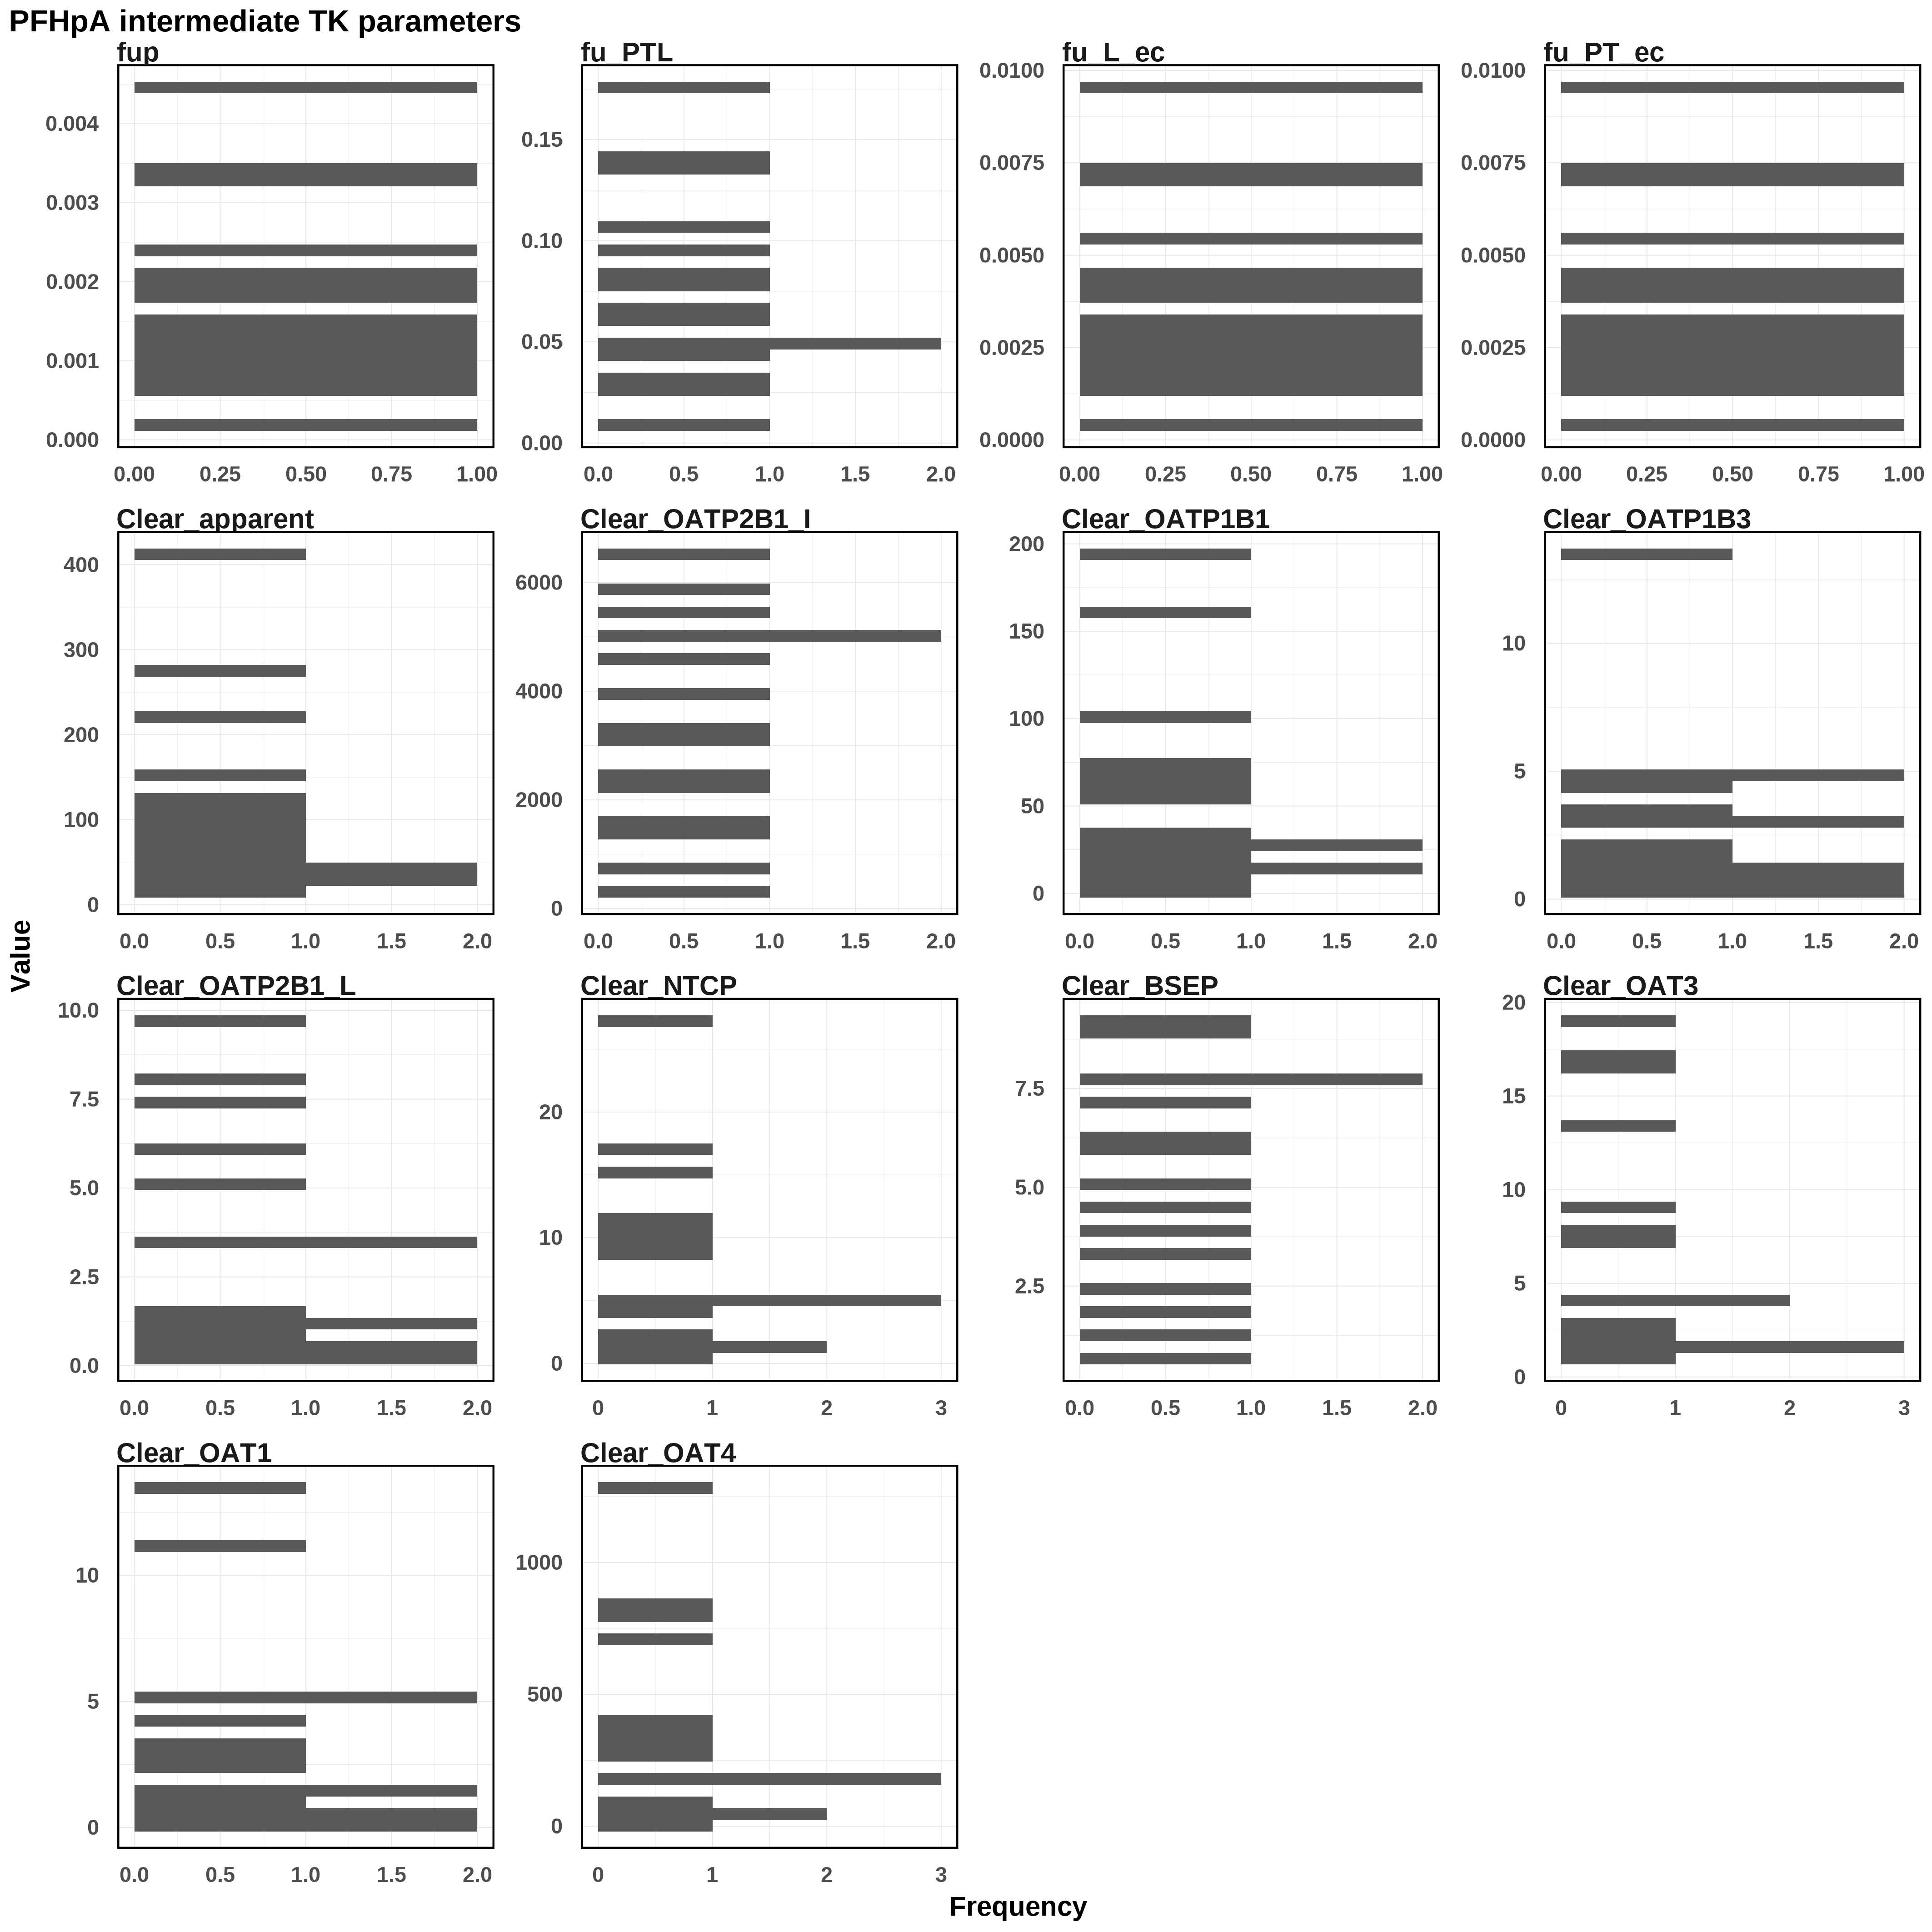 PFHpA intermediate TK parameters
fup fu_PTL fu_L_ec fu_PT_ec
0.004 0.003 0.002 0.001 0.000
0.15 0.10 0.05 0.00
0.0100 0.0075 0.0050 0.0025 0.0000
0.0100 0.0075 0.0050 0.0025 0.0000
0.00 0.25 0.50 0.75 1.00
0.0 0.5 1.0 1.5 2.0
0.00 0.25 0.50 0.75 1.00
0.00 0.25 0.50 0.75 1.00
Clear_apparent Clear_OATP2B1_I Clear_OATP1B1 Clear_OATP1B3
400 300 200 100 0
6000 4000 2000 0
200 150 100 50 0
10 5 0
0.0 0.5 1.0 1.5 2.0
0.0 0.5 1.0 1.5 2.0
0.0 0.5 1.0 1.5 2.0
0.0 0.5 1.0 1.5 2.0
Value
Clear_OATP2B1_L Clear_NTCP Clear_BSEP Clear_OAT3
10.0 7.5 5.0 2.5 0.0
20 10 0
7.5 5.0 2.5
20 15 10 5 0
0.0 0.5 1.0 1.5 2.0
0 1 2 3
0.0 0.5 1.0 1.5 2.0
0 1 2 3
Clear_OAT1 Clear_OAT4
10 5 0
1000 500 0
0.0 0.5 1.0 1.5 2.0
0 1 2 3
Frequency